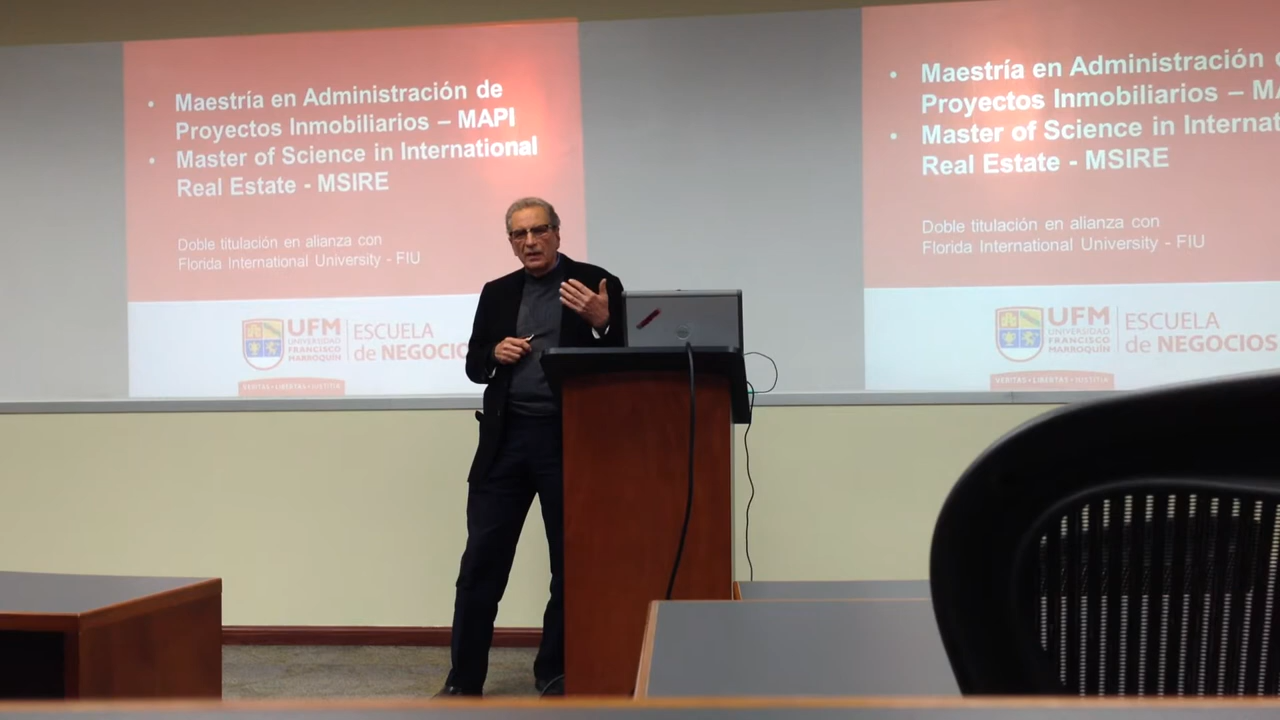 • Maestría en Administración de
Proyectos Inmobiliarios – MAPI
• Master of Science in International
Real Estate - MSIRE
Doble titulación en alianza con
Florida International University - FIU
UFM
UNIVERSIDAD
FRANCISCO
MARROQUÍN
ESCUELA
de NEGOCIO
VERITAS • LIBERTAS • IUSTITIA
• Maestría en Administración
Proyectos Inmobiliarios – MA
• Master of Science in Internat
Real Estate - MSIRE
Doble titulación en alianza con
Florida International University - FIU
UFM
UNIVERSIDAD
FRANCISCO
MARROQUÍN
ESCUELA
de NEGOCIOS
VERITAS • LIBERTAS • IUSTITIA